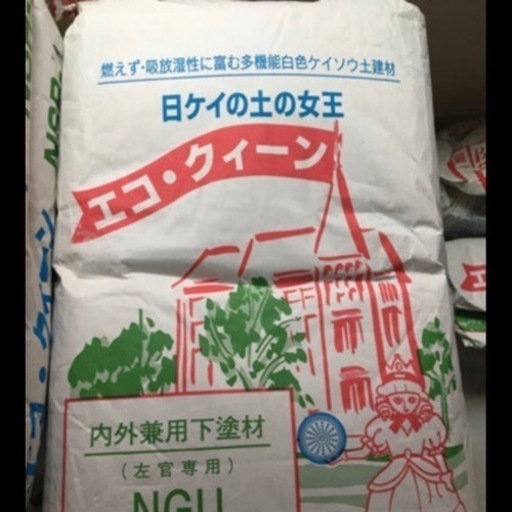 燃えず・吸放湿性に富む多機能白色ケイソウ土建材
日ケイの土の女王
エコ・クィーン
内外兼用下塗材
（左官専用）